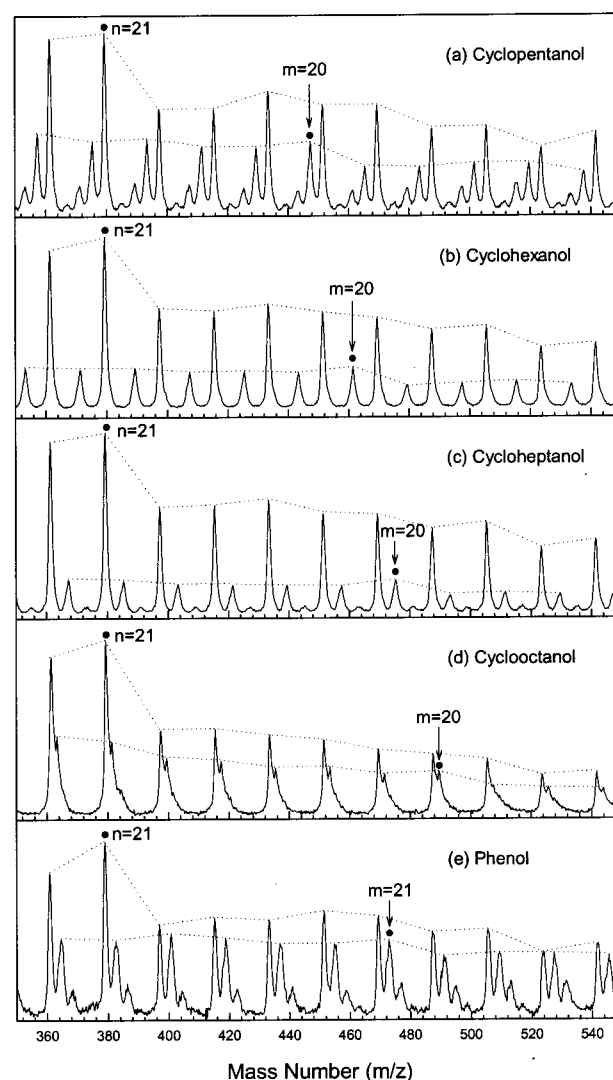 n=21
(a) Cyclopentanol
m=20
n=21
(b) Cyclohexanol
m=20
n=21
(c) Cycloheptanol
m=20
n=21
(d) Cyclooctanol
m=20
n=21
(e) Phenol
m=21
360 380 400 420 440 460 480 500 520 540
Mass Number (m/z)